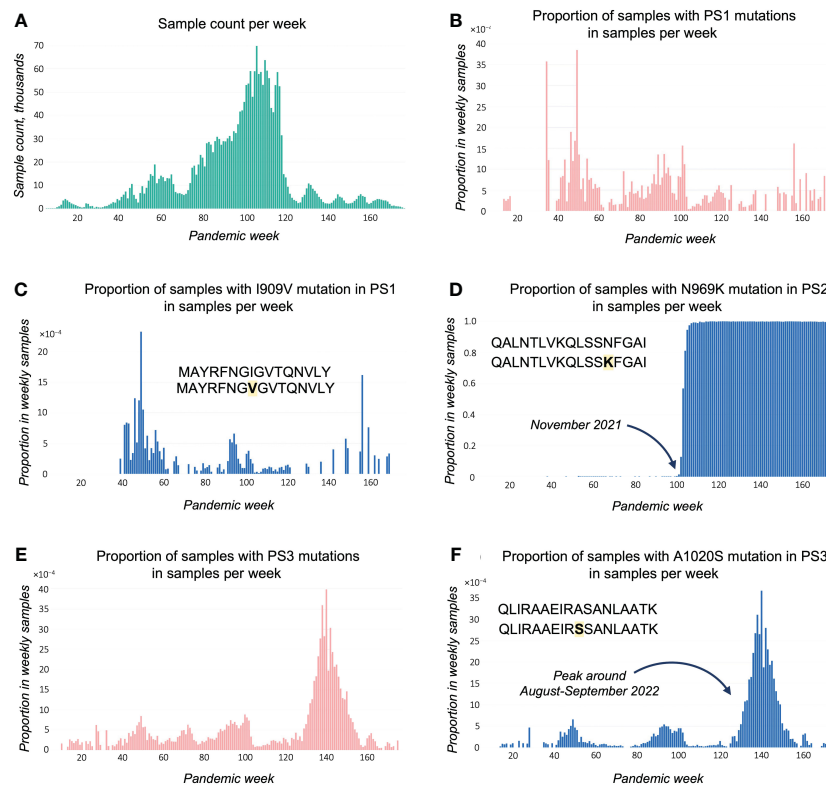 A
Sample count per week
Sample count, thousands
70
60
50
40
30
20
10
0
20 40 60 80 100 120 140 160
Pandemic week
B
Proportion of samples with PS1 mutations
in samples per week
Proportion in weekly samples
40
35
30
25
20
15
10
5
0
20 40 60 80 100 120 140 160
Pandemic week
C
Proportion of samples with I909V mutation in PS1
in samples per week
Proportion in weekly samples
×10⁻⁴
20
15
10
5
0
MAYRFNGIGVTQNVLY
MAYRFNGVGVTQNVLY
20 40 60 80 100 120 140 160
Pandemic week
D
Proportion of samples with N969K mutation in PS2
in samples per week
Proportion in weekly samples
1.0
0.8
0.6
0.4
0.2
0
QALNTLVKQLSSNFGAI
QALNTLVKQLSSKFGAI
November 2021
20 40 60 80 100 120 140 160
Pandemic week
E
Proportion of samples with PS3 mutations
in samples per week
Proportion in weekly samples
×10⁻⁴
40
35
30
25
20
15
10
5
0
20 40 60 80 100 120 140 160
Pandemic week
F
Proportion of samples with A1020S mutation in PS3
in samples per week
Proportion in weekly samples
×10⁻⁴
35
30
25
20
15
10
5
0
QLIRAAEIRASANLAATK
QLIRAAEIRSSANLAATK
Peak around
August-September 2022
20 40 60 80 100 120 140 160
Pandemic week